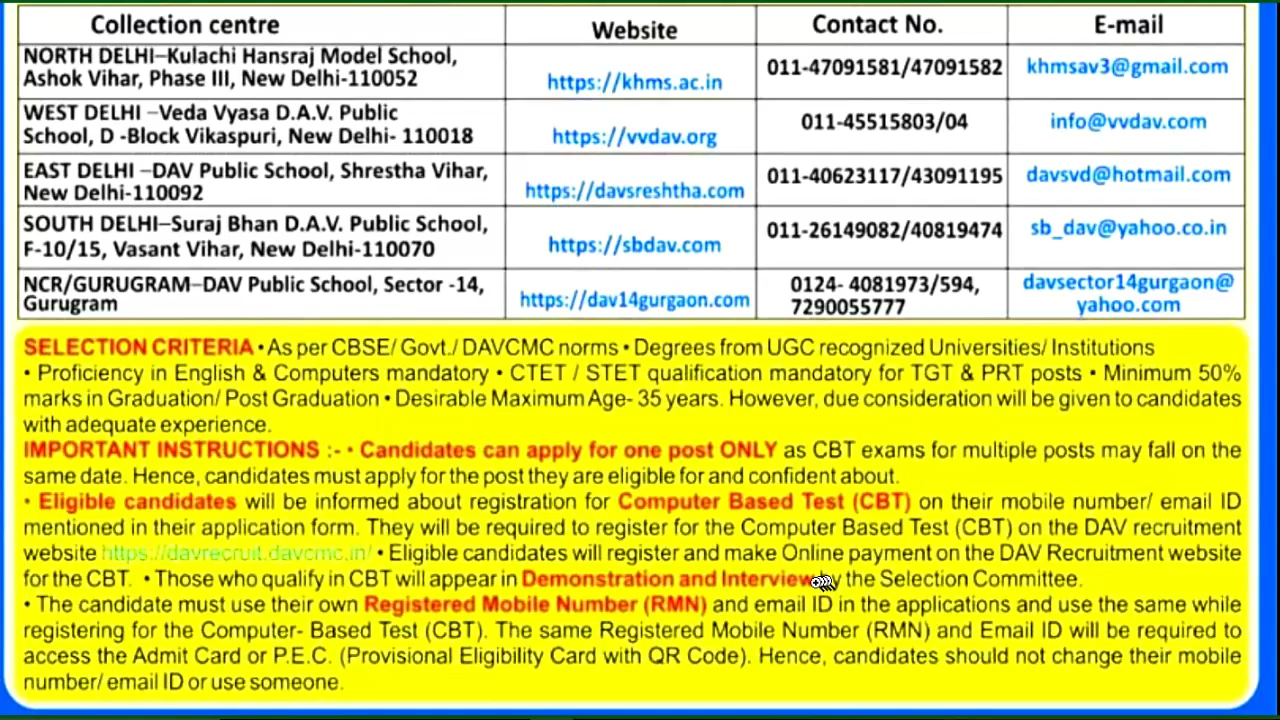 Collection centre Website Contact No. E-mail
NORTH DELHI–Kulachi Hansraj Model School,
Ashok Vihar, Phase III, New Delhi-110052
https://khms.ac.in
011-47091581/47091582
khmsav3@gmail.com
WEST DELHI –Veda Vyasa D.A.V. Public
School, D -Block Vikaspuri, New Delhi- 110018
https://vvdav.org
011-45515803/04
info@vvdav.com
EAST DELHI –DAV Public School, Shrestha Vihar,
New Delhi-110092
https://davsreshtha.com
011-40623117/43091195
davsvd@hotmail.com
SOUTH DELHI–Suraj Bhan D.A.V. Public School,
F-10/15, Vasant Vihar, New Delhi-110070
https://sbdav.com
011-26149082/40819474
sb_dav@yahoo.co.in
NCR/GURUGRAM–DAV Public School, Sector -14,
Gurugram
https://dav14gurgaon.com
0124- 4081973/594,
7290055777
davsector14gurgaon@
yahoo.com
SELECTION CRITERIA • As per CBSE/ Govt./ DAVCMC norms • Degrees from UGC recognized Universities/ Institutions
• Proficiency in English & Computers mandatory • CTET / STET qualification mandatory for TGT & PRT posts • Minimum 50%
marks in Graduation/ Post Graduation • Desirable Maximum Age- 35 years. However, due consideration will be given to candidates
with adequate experience.
IMPORTANT INSTRUCTIONS :- • Candidates can apply for one post ONLY as CBT exams for multiple posts may fall on the
same date. Hence, candidates must apply for the post they are eligible for and confident about.
• Eligible candidates will be informed about registration for Computer Based Test (CBT) on their mobile number/ email ID
mentioned in their application form. They will be required to register for the Computer Based Test (CBT) on the DAV recruitment
website https://davrecruit.davcmc.in/ • Eligible candidates will register and make Online payment on the DAV Recruitment website
for the CBT. • Those who qualify in CBT will appear in Demonstration and Interview by the Selection Committee.
• The candidate must use their own Registered Mobile Number (RMN) and email ID in the applications and use the same while
registering for the Computer- Based Test (CBT). The same Registered Mobile Number (RMN) and Email ID will be required to
access the Admit Card or P.E.C. (Provisional Eligibility Card with QR Code). Hence, candidates should not change their mobile
number/ email ID or use someone.